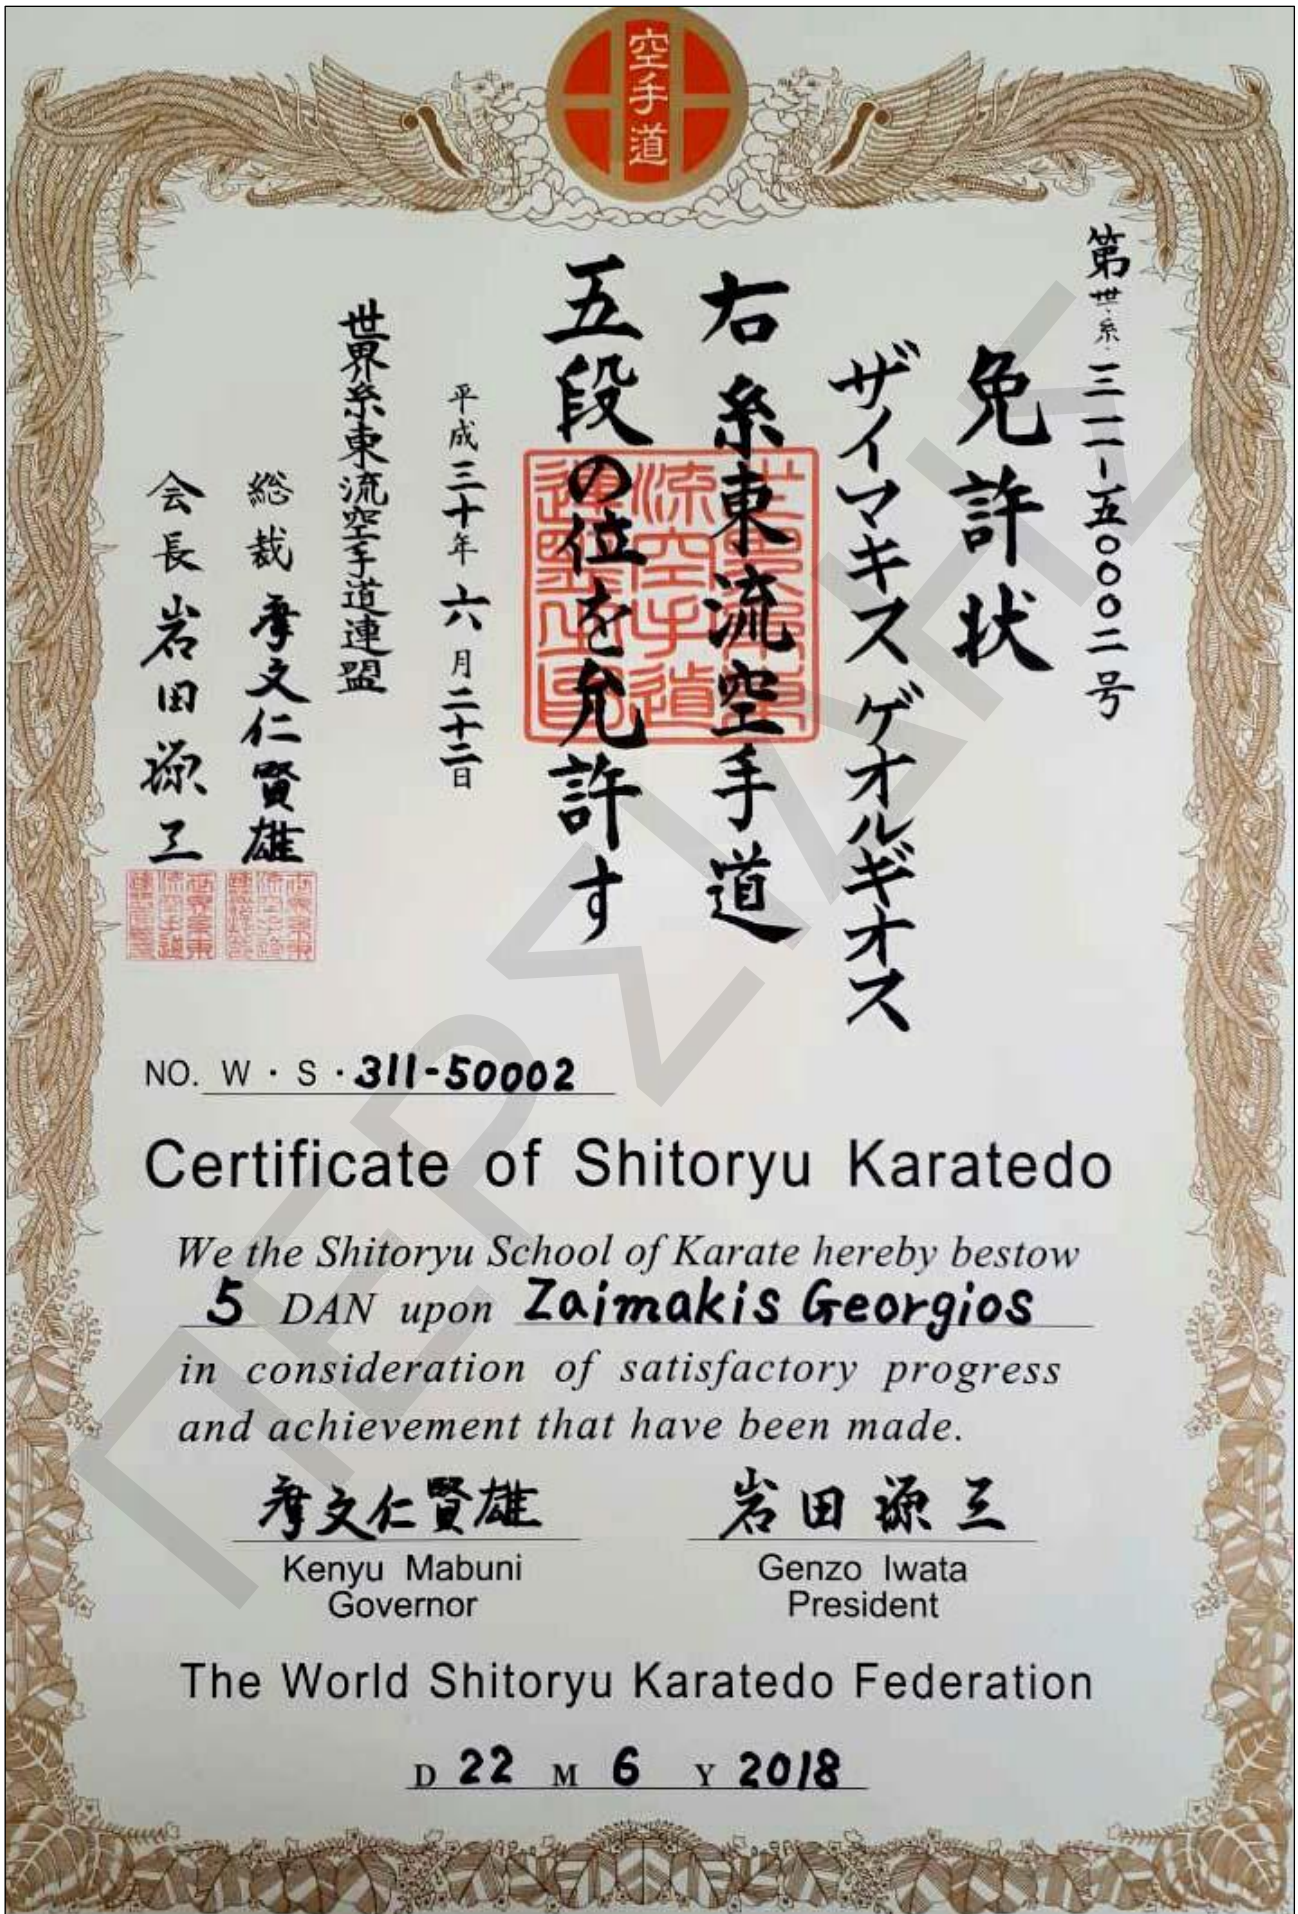 空手道
第世・糸・三一一-五〇〇〇二号
免許状
ザイマキス ゲオルギオス
右糸東流空手道
五段の位を允許す
平成三十年六月二十二日
世界糸東流空手道連盟
総裁 摩文仁賢雄
会長 岩田源三
NO. W・S・311-50002
Certificate of Shitoryu Karatedo
We the Shitoryu School of Karate hereby bestow
5 DAN upon Zaimakis Georgios
in consideration of satisfactory progress
and achievement that have been made.
摩文仁賢雄 岩田源三
Kenyu Mabuni Genzo Iwata
Governor President
The World Shitoryu Karatedo Federation
D 22 M 6 Y 2018